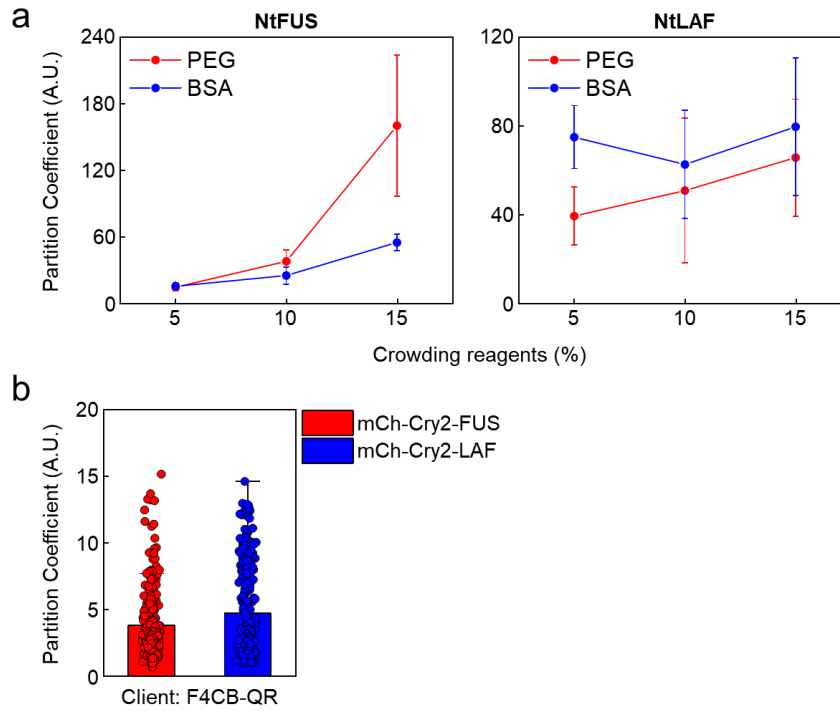 a
NtFUS
NtLAF
Partition Coefficient (A.U.)
240
180
120
60
0
PEG
BSA
5
10
15
120
80
40
0
PEG
BSA
5
10
15
Crowding reagents (%)
b
Partition Coefficient (A.U.)
20
15
10
5
0
mCh-Cry2-FUS
mCh-Cry2-LAF
Client: F4CB-QR